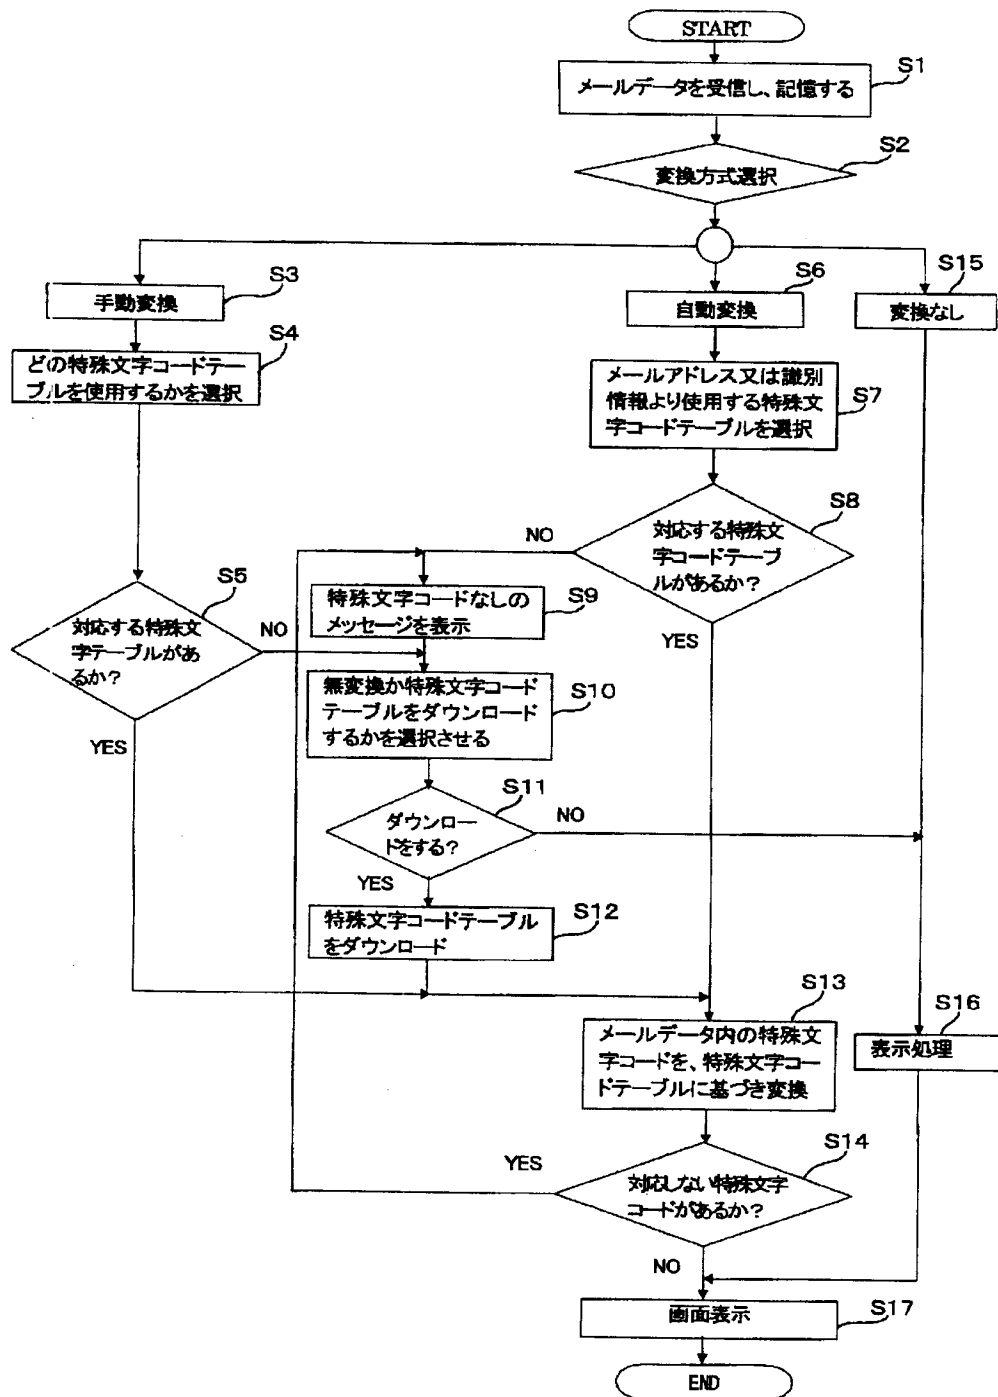 START
S1
メールデータを受信し、記憶する
S2
変換方式選択
S3
手動変換
S6
自動変換
S15
変換なし
S4
どの特殊文字コードテー
ブルを使用するかを選択
S7
メールアドレス又は識別
情報より使用する特殊文
字コードテーブルを選択
S8
対応する特殊文
字コードテーブ
ルがあるか?
NO
YES
S5
対応する特殊文
字テーブルがあ
るか?
NO
YES
S9
特殊文字コードなしの
メッセージを表示
S10
無変換か特殊文字コード
テーブルをダウンロード
するかを選択させる
S11
ダウンロー
ドをする?
NO
YES
S12
特殊文字コードテーブル
をダウンロード
S13
メールデータ内の特殊文
字コードを、特殊文字コー
ドテーブルに基づき変換
S16
表示処理
S14
対応しない特殊文字
コードがあるか?
YES
NO
S17
画面表示
END